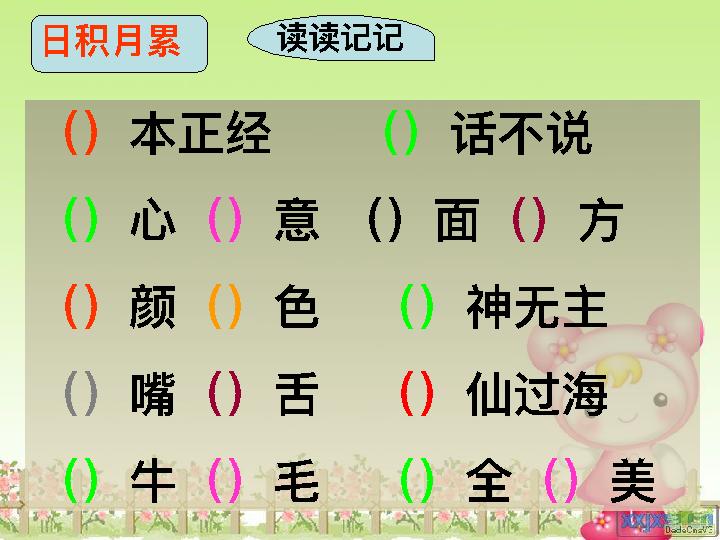 日积月累 读读记记
()本正经 ()话不说
()心()意 ()面()方
()颜()色 ()神无主
()嘴()舌 ()仙过海
()牛()毛 ()全()美
DedeCmsV3